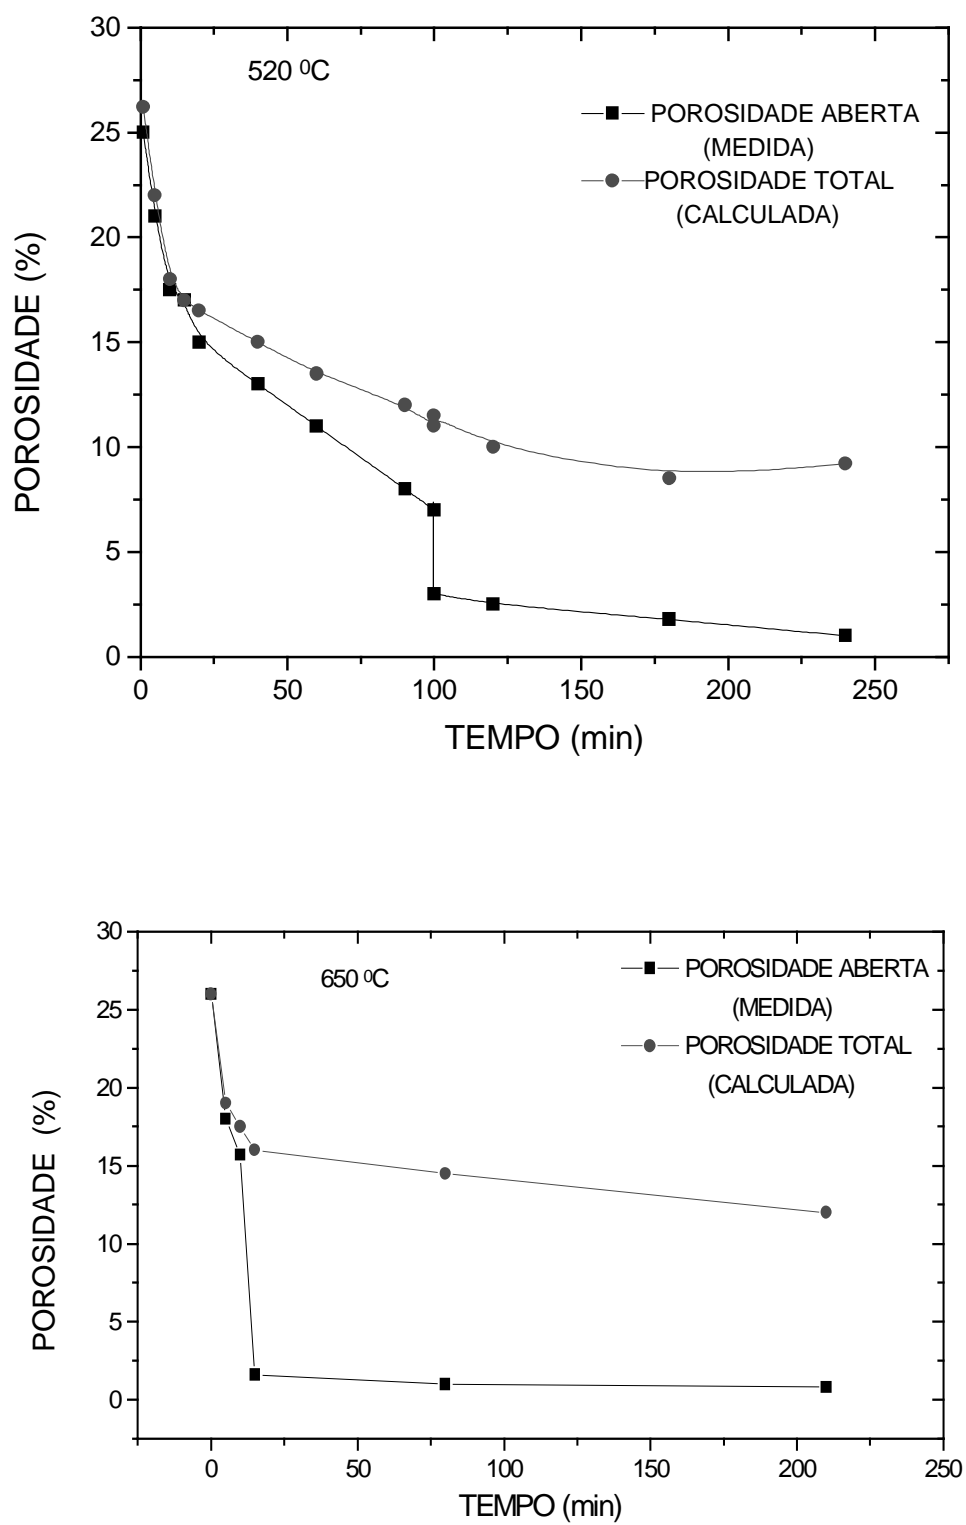 30
520 ⁰C
POROSIDADE ABERTA
25
(MEDIDA)
POROSIDADE TOTAL
(CALCULADA)
20
POROSIDADE (%)
15
10
5
0
0 50 100 150 200 250
TEMPO (min)
30
650 ⁰C
POROSIDADE ABERTA
25
(MEDIDA)
POROSIDADE TOTAL
20
(CALCULADA)
POROSIDADE (%)
15
10
5
0
0 50 100 150 200 250
TEMPO (min)